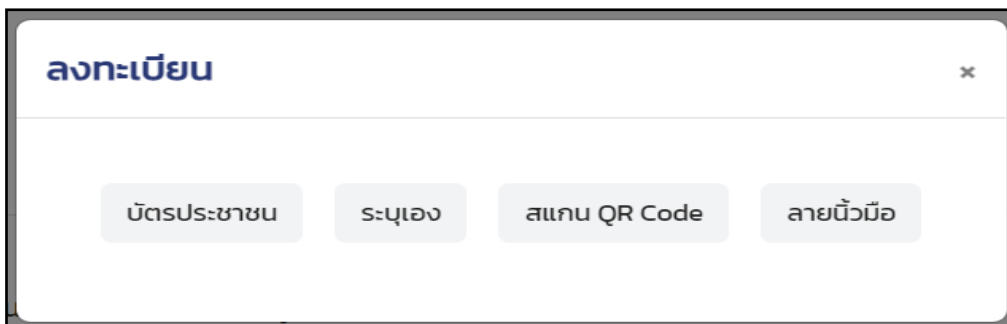 ลงทะเบียน ×
บัตรประชาชน ระบุเอง สแกน QR Code ลายนิ้วมือ